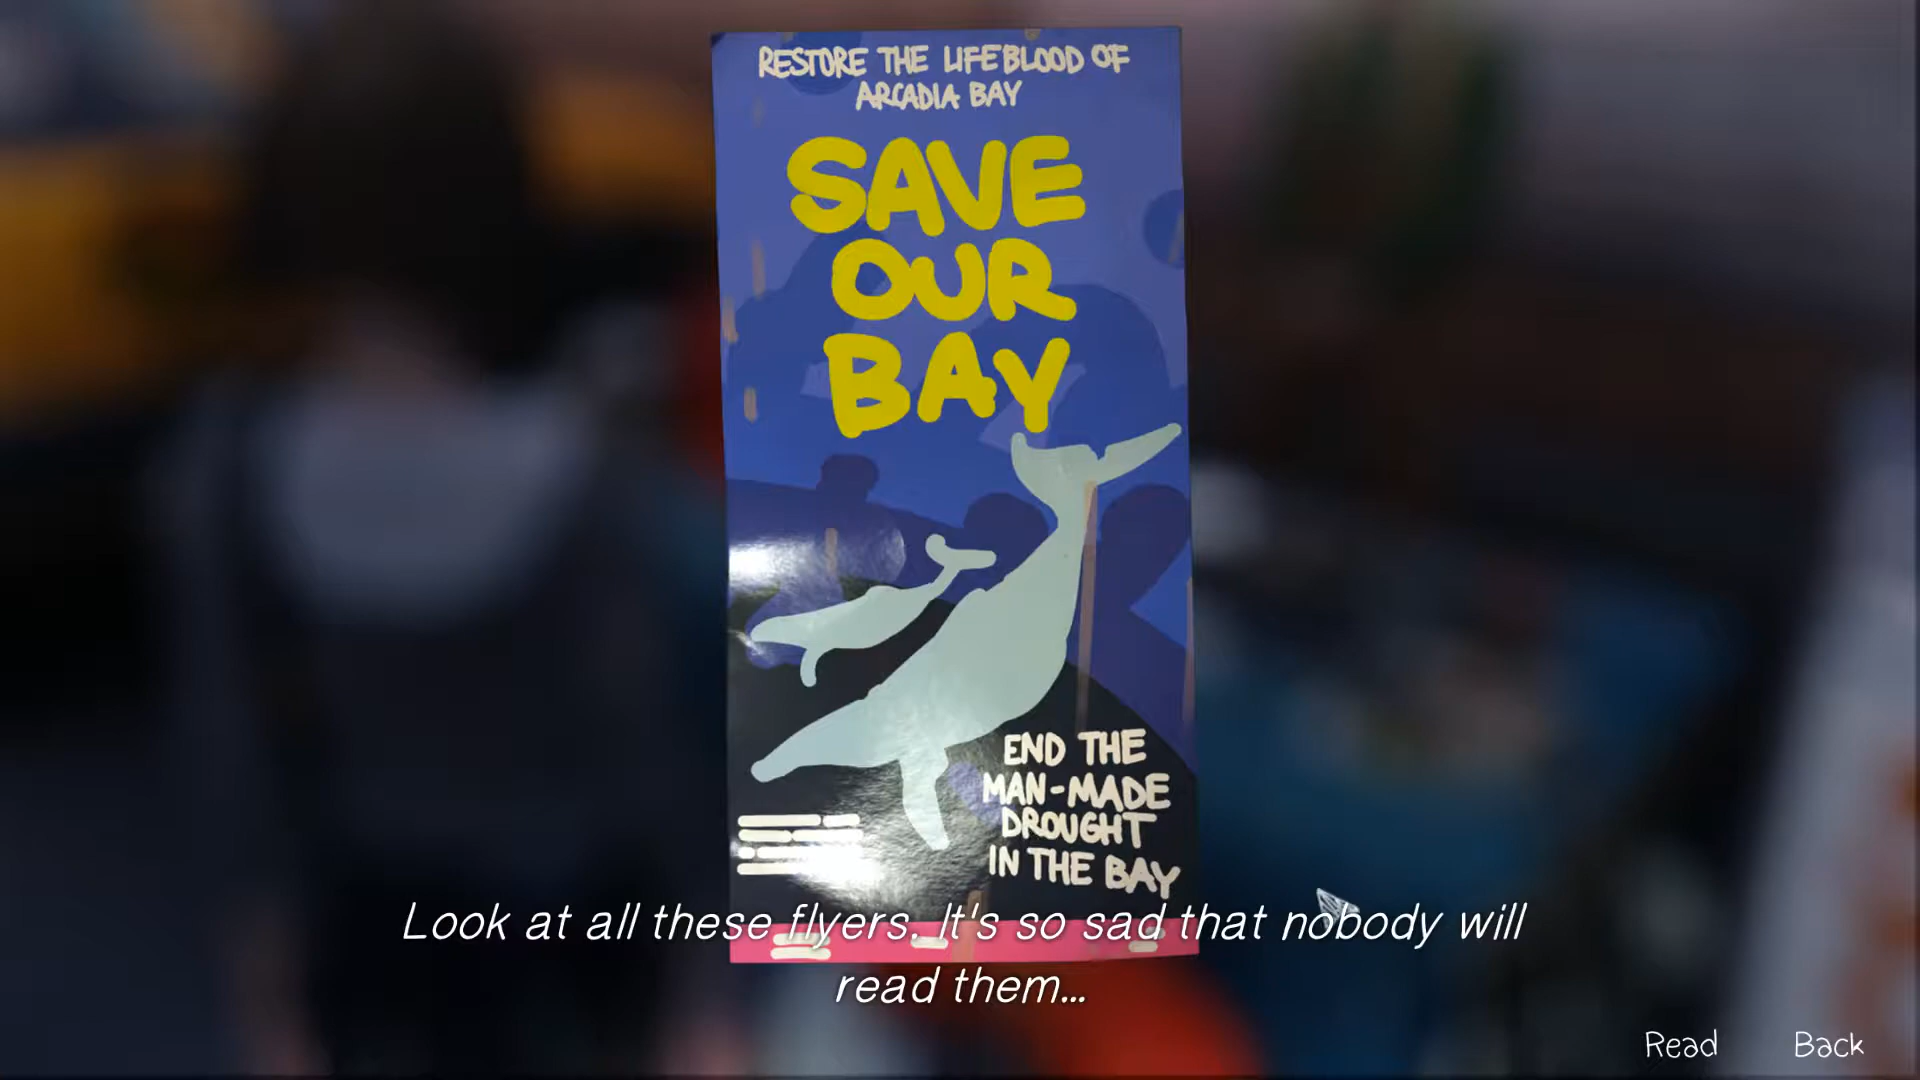 RESTORE THE LIFEBLOOD OF
ARCADIA BAY
SAVE
OUR
BAY
END THE
MAN-MADE
DROUGHT
IN THE BAY
Look at all these flyers. It's so sad that nobody will
read them...
Read Back